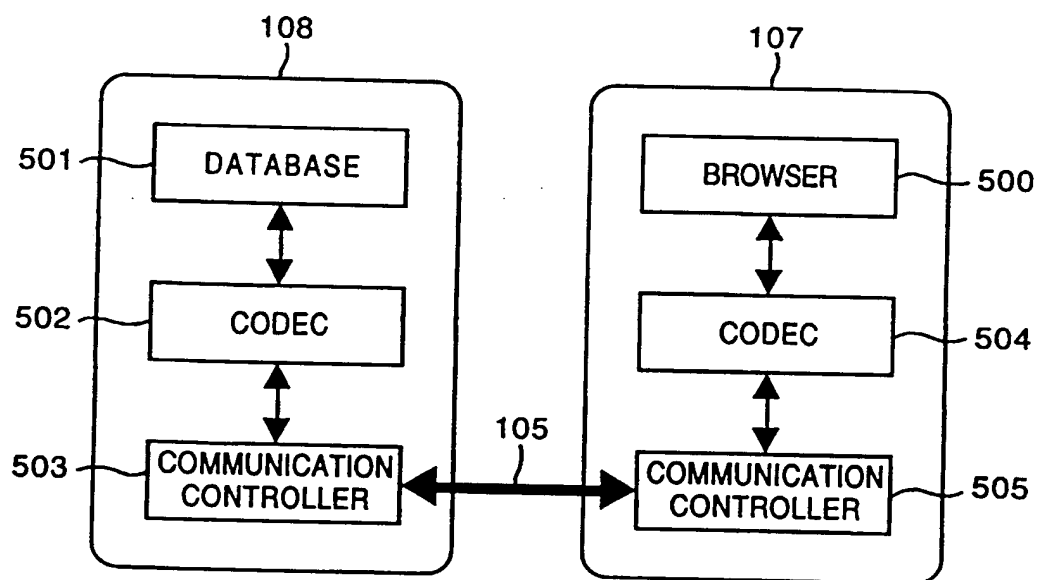 108
107
501
DATABASE
BROWSER
500
502
CODEC
CODEC
504
105
503
COMMUNICATION
CONTROLLER
COMMUNICATION
CONTROLLER
505